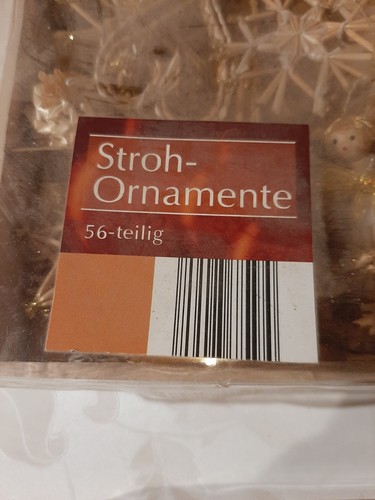 Stroh-
Ornamente
56-teilig